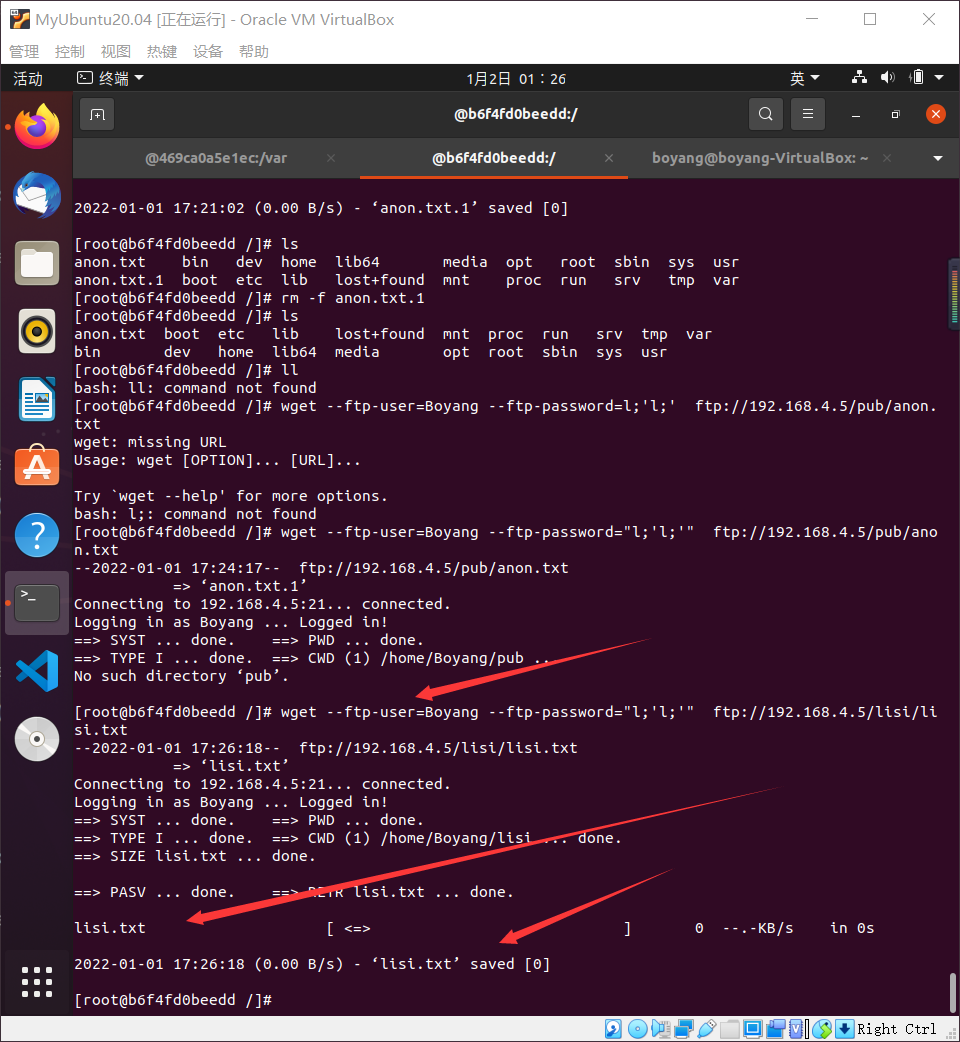 MyUbuntu20.04 [正在运行] - Oracle VM VirtualBox
管理 控制 视图 热键 设备 帮助
活动 终端 1月2日 01：26 英
@b6f4fd0beedd:/
@469ca0a5e1ec:/var @b6f4fd0beedd:/ boyang@boyang-VirtualBox: ~
2022-01-01 17:21:02 (0.00 B/s) - ‘anon.txt.1’ saved [0]
[root@b6f4fd0beedd /]# ls
anon.txt    bin   dev  home  lib64       media  opt   root  sbin  sys  usr
anon.txt.1  boot  etc  lib   lost+found  mnt    proc  run   srv   tmp  var
[root@b6f4fd0beedd /]# rm -f anon.txt.1
[root@b6f4fd0beedd /]# ls
anon.txt  boot  etc   lib    lost+found  mnt  proc  run   srv  tmp  var
bin       dev   home  lib64  media       opt  root  sbin  sys  usr
[root@b6f4fd0beedd /]# ll
bash: ll: command not found
[root@b6f4fd0beedd /]# wget --ftp-user=Boyang --ftp-password=l;'l;'  ftp://192.168.4.5/pub/anon.
txt
wget: missing URL
Usage: wget [OPTION]... [URL]...
Try `wget --help' for more options.
bash: l;: command not found
[root@b6f4fd0beedd /]# wget --ftp-user=Boyang --ftp-password="l;'l;'"  ftp://192.168.4.5/pub/ano
n.txt
--2022-01-01 17:24:17--  ftp://192.168.4.5/pub/anon.txt
           => ‘anon.txt.1’
Connecting to 192.168.4.5:21... connected.
Logging in as Boyang ... Logged in!
==> SYST ... done.    ==> PWD ... done.
==> TYPE I ... done.  ==> CWD (1) /home/Boyang/pub ...
No such directory ‘pub’.
[root@b6f4fd0beedd /]# wget --ftp-user=Boyang --ftp-password="l;'l;'"  ftp://192.168.4.5/lisi/li
si.txt
--2022-01-01 17:26:18--  ftp://192.168.4.5/lisi/lisi.txt
           => ‘lisi.txt’
Connecting to 192.168.4.5:21... connected.
Logging in as Boyang ... Logged in!
==> SYST ... done.    ==> PWD ... done.
==> TYPE I ... done.  ==> CWD (1) /home/Boyang/lisi ... done.
==> SIZE lisi.txt ... done.
==> PASV ... done.    ==> RETR lisi.txt ... done.
lisi.txt                    [ <=>                            ]       0  --.-KB/s    in 0s
2022-01-01 17:26:18 (0.00 B/s) - ‘lisi.txt’ saved [0]
[root@b6f4fd0beedd /]#
Right Ctrl